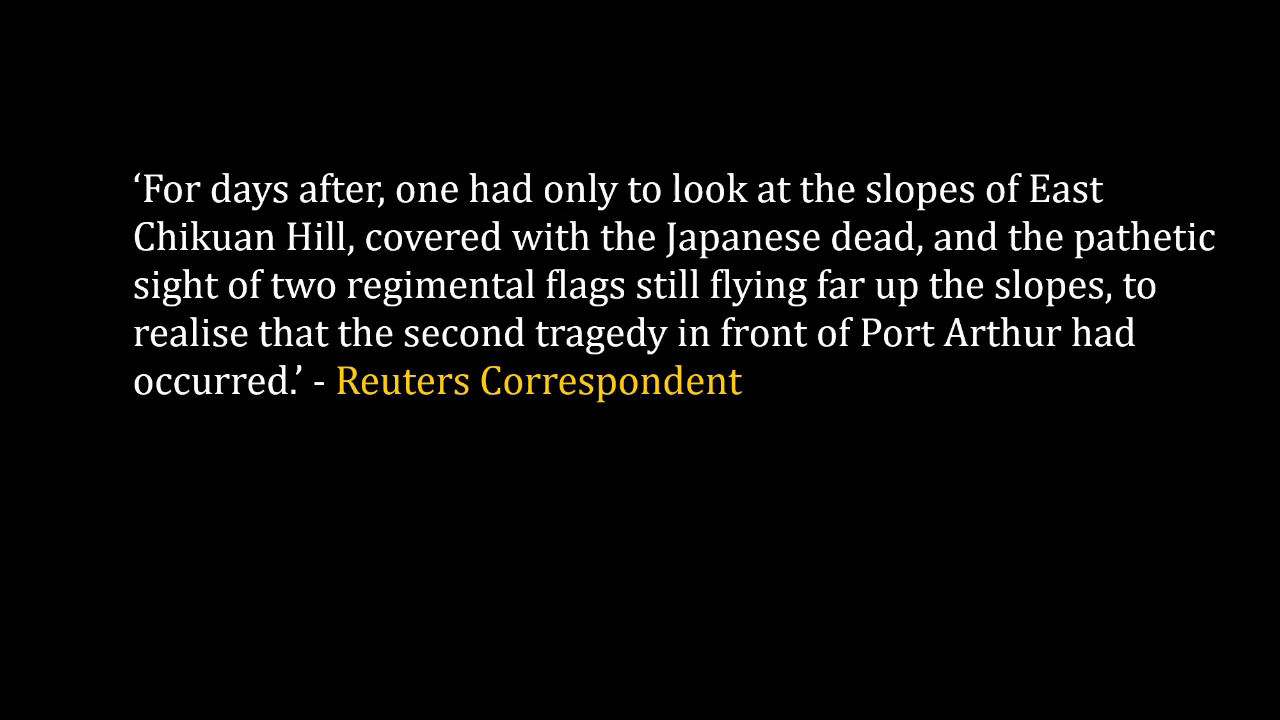 ‘For days after, one had only to look at the slopes of East
Chikuan Hill, covered with the Japanese dead, and the pathetic
sight of two regimental flags still flying far up the slopes, to
realise that the second tragedy in front of Port Arthur had
occurred.’ - Reuters Correspondent